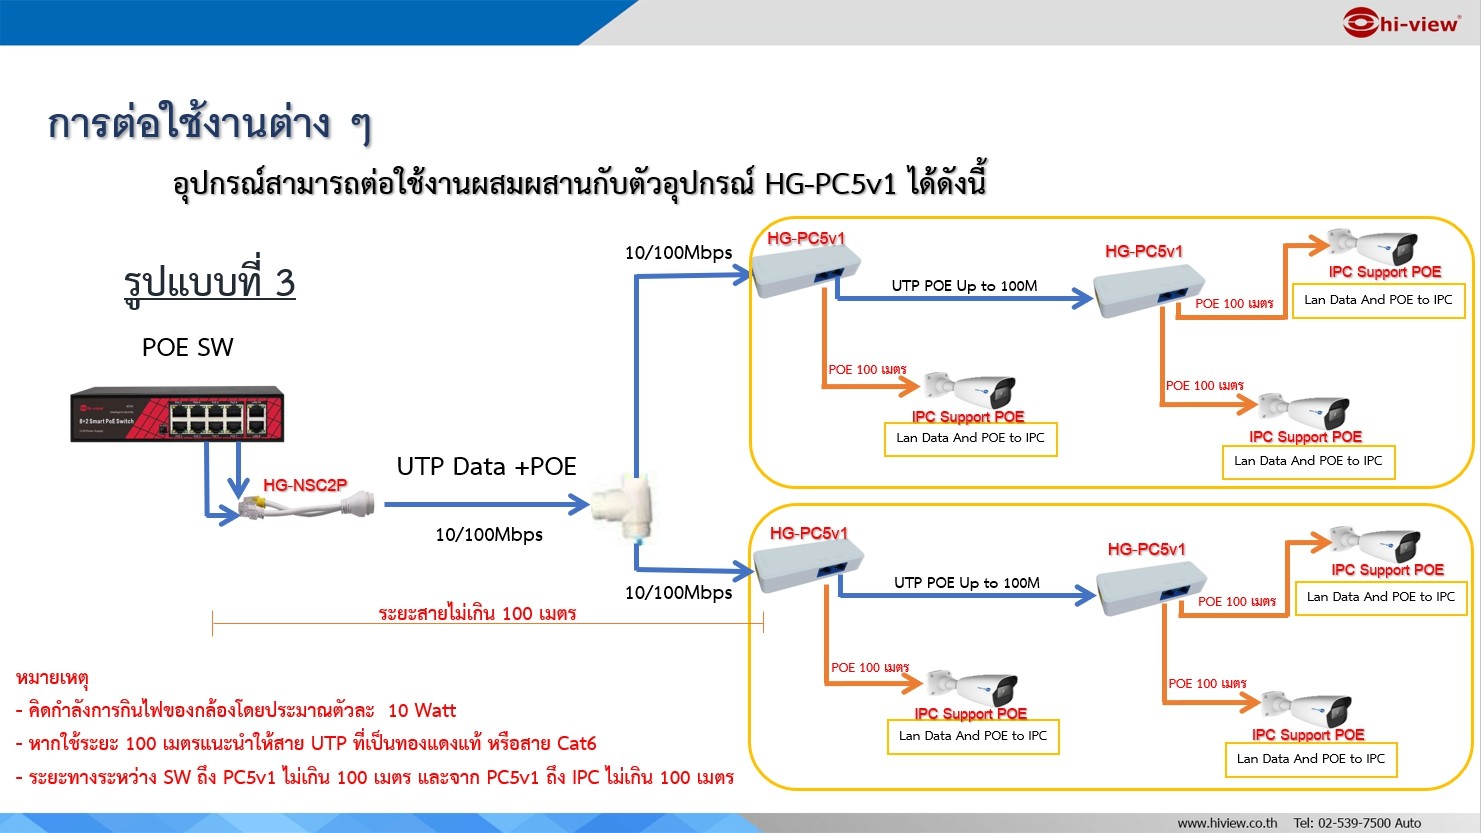 hi-view
การต่อใช้งานต่าง ๆ
อุปกรณ์สามารถต่อใช้งานผสมผสานกับตัวอุปกรณ์ HG-PC5v1 ได้ดังนี้
รูปแบบที่ 3
POE SW
hi-view
8+2 Smart PoE Switch
HG-NSC2P
UTP Data +POE
10/100Mbps
10/100Mbps
10/100Mbps
ระยะสายไม่เกิน 100 เมตร
HG-PC5v1
UTP POE Up to 100M
HG-PC5v1
POE 100 เมตร
IPC Support POE
Lan Data And POE to IPC
POE 100 เมตร
IPC Support POE
Lan Data And POE to IPC
POE 100 เมตร
IPC Support POE
Lan Data And POE to IPC
HG-PC5v1
UTP POE Up to 100M
HG-PC5v1
POE 100 เมตร
IPC Support POE
Lan Data And POE to IPC
POE 100 เมตร
IPC Support POE
Lan Data And POE to IPC
POE 100 เมตร
IPC Support POE
Lan Data And POE to IPC
หมายเหตุ
- คิดกำลังการกินไฟของกล้องโดยประมาณตัวละ 10 Watt
- หากใช้ระยะ 100 เมตรแนะนำให้สาย UTP ที่เป็นทองแดงแท้ หรือสาย Cat6
- ระยะทางระหว่าง SW ถึง PC5v1 ไม่เกิน 100 เมตร และจาก PC5v1 ถึง IPC ไม่เกิน 100 เมตร
www.hiview.co.th Tel: 02-539-7500 Auto